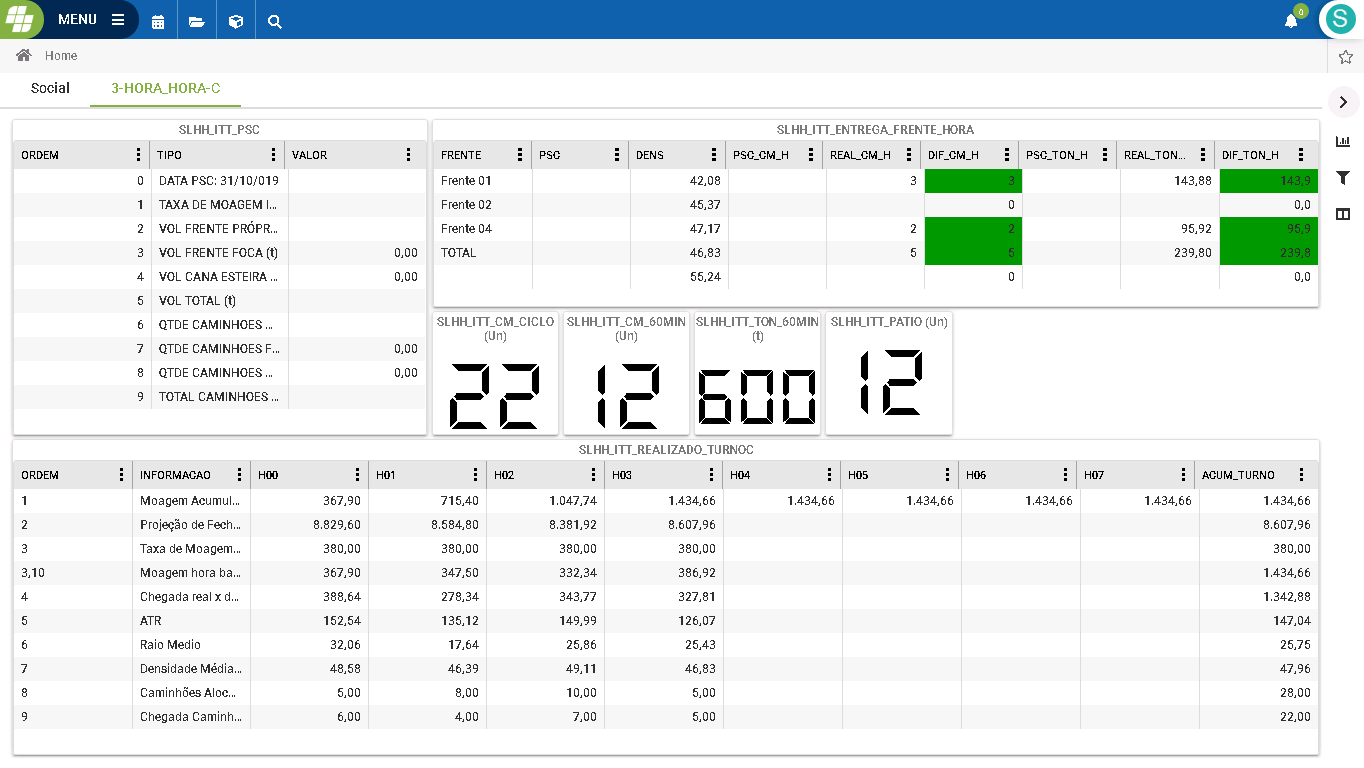 MENU
0
S
Home
Social 3-HORA_HORA-C
SLHH_ITT_PSC
ORDEM TIPO VALOR
0 DATA PSC: 31/10/019
1 TAXA DE MOAGEM I...
2 VOL FRENTE PRÓPR...
3 VOL FRENTE FOCA (t) 0,00
4 VOL CANA ESTEIRA ... 0,00
5 VOL TOTAL (t)
6 QTDE CAMINHOES ...
7 QTDE CAMINHOES F... 0,00
8 QTDE CAMINHOES ... 0,00
9 TOTAL CAMINHOES ...
SLHH_ITT_ENTREGA_FRENTE_HORA
FRENTE PSC DENS PSC_CM_H REAL_CM_H DIF_CM_H PSC_TON_H REAL_TON... DIF_TON_H
Frente 01 42,08 3 3 143,88 143,9
Frente 02 45,37 0 0,0
Frente 04 47,17 2 2 95,92 95,9
TOTAL 46,83 5 5 239,80 239,8
55,24 0 0,0
SLHH_ITT_CM_CICLO
(Un)
22
SLHH_ITT_CM_60MIN
(Un)
12
SLHH_ITT_TON_60MIN
(t)
600
SLHH_ITT_PATIO (Un)
12
SLHH_ITT_REALIZADO_TURNOC
ORDEM INFORMACAO H00 H01 H02 H03 H04 H05 H06 H07 ACUM_TURNO
1 Moagem Acumul... 367,90 715,40 1.047,74 1.434,66 1.434,66 1.434,66 1.434,66 1.434,66 1.434,66
2 Projeção de Fech... 8.829,60 8.584,80 8.381,92 8.607,96 8.607,96
3 Taxa de Moagem... 380,00 380,00 380,00 380,00 380,00
3,10 Moagem hora ba... 367,90 347,50 332,34 386,92 1.434,66
4 Chegada real x d... 388,64 278,34 343,77 327,81 1.342,88
5 ATR 152,54 135,12 149,99 126,07 147,04
6 Raio Medio 32,06 17,64 25,86 25,43 25,75
7 Densidade Média... 48,58 46,39 49,11 46,83 47,96
8 Caminhões Aloc... 5,00 8,00 10,00 5,00 28,00
9 Chegada Caminh... 6,00 4,00 7,00 5,00 22,00